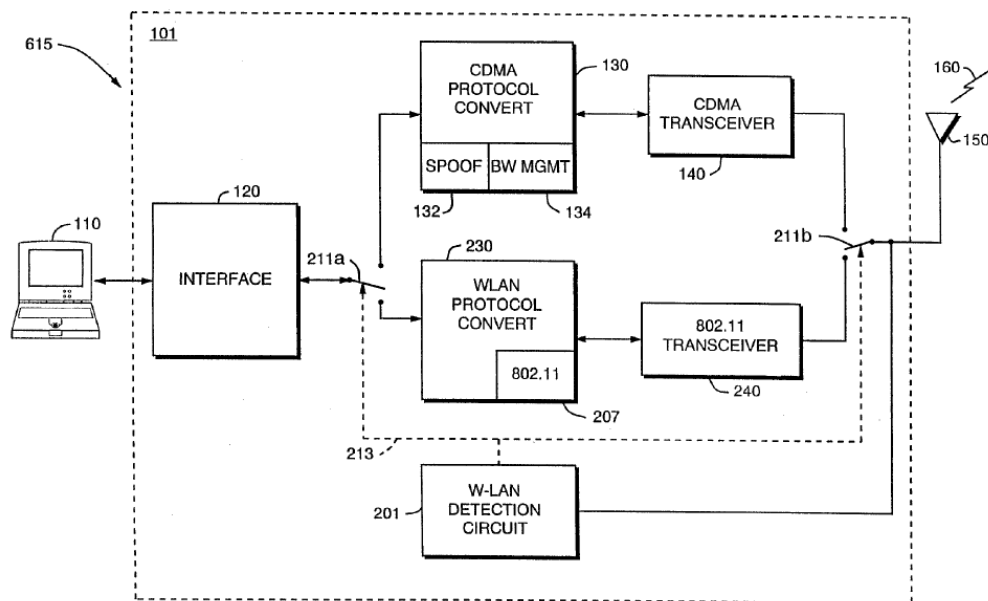 615
101
CDMA
PROTOCOL
CONVERT
130
SPOOF
BW MGMT
132
134
CDMA
TRANSCEIVER
140
160
150
110
120
INTERFACE
211a
230
WLAN
PROTOCOL
CONVERT
802.11
207
802.11
TRANSCEIVER
240
211b
213
201
W-LAN
DETECTION
CIRCUIT